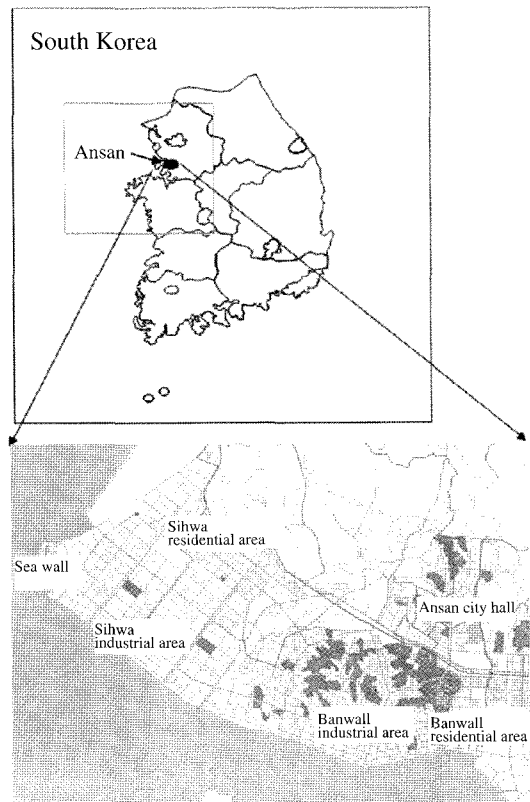 South Korea
Ansan
Sihwa
residential area
Sea wall
Ansan city hall
Sihwa
industrial area
Banwall
industrial area
Banwall
residential area